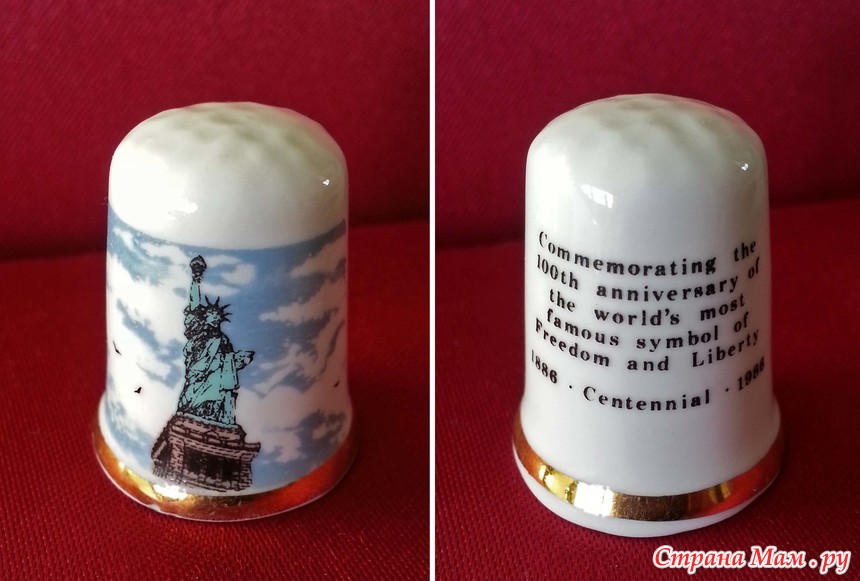 Commemorating the
100th anniversary of
the world's most
famous symbol of
Freedom and Liberty
1886 · Centennial · 1986
Страна Мам.ру